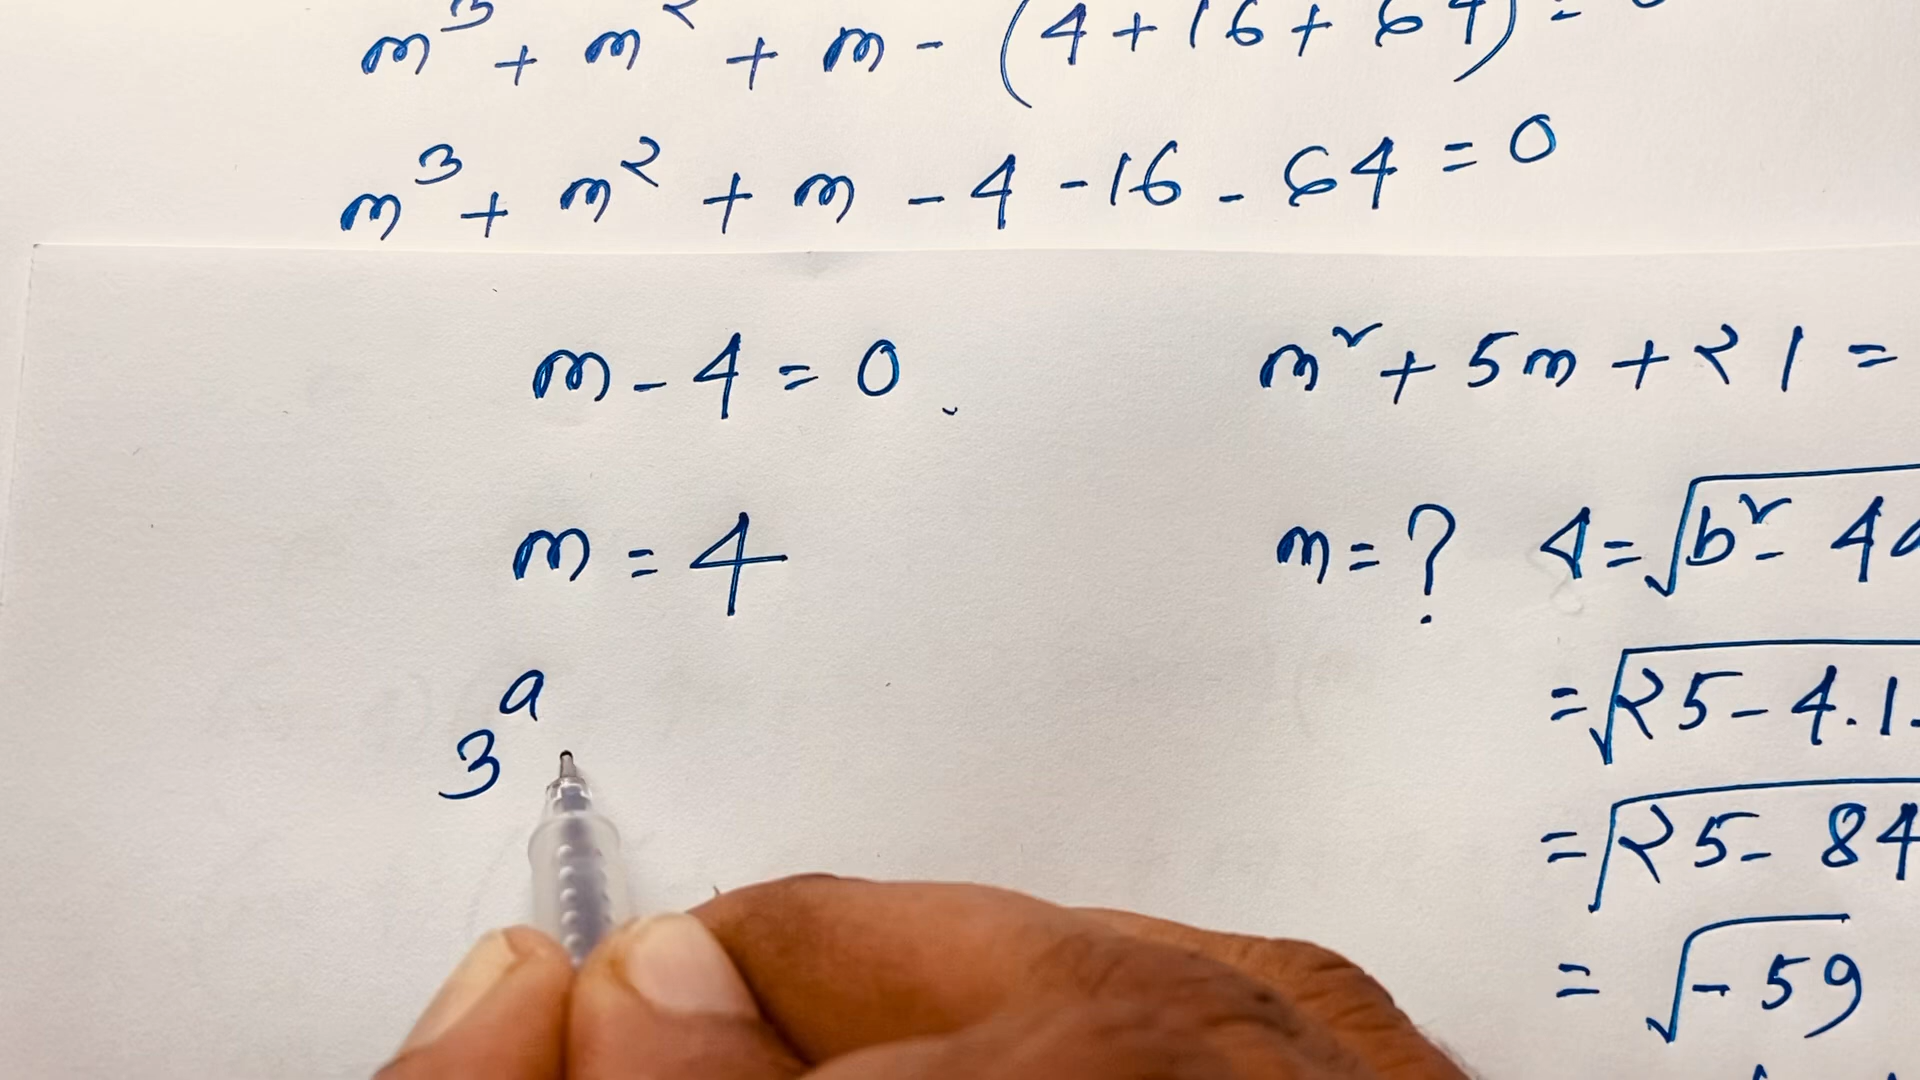 m³ + m² + m - (4 + 16 + 64) = 0
m³ + m² + m - 4 - 16 - 64 = 0
m - 4 = 0
m = 4
3ᵃ
m² + 5m + 21 =
m = ? Δ = √b² - 4a
= √25 - 4.1.
= √25 - 84
= √-59